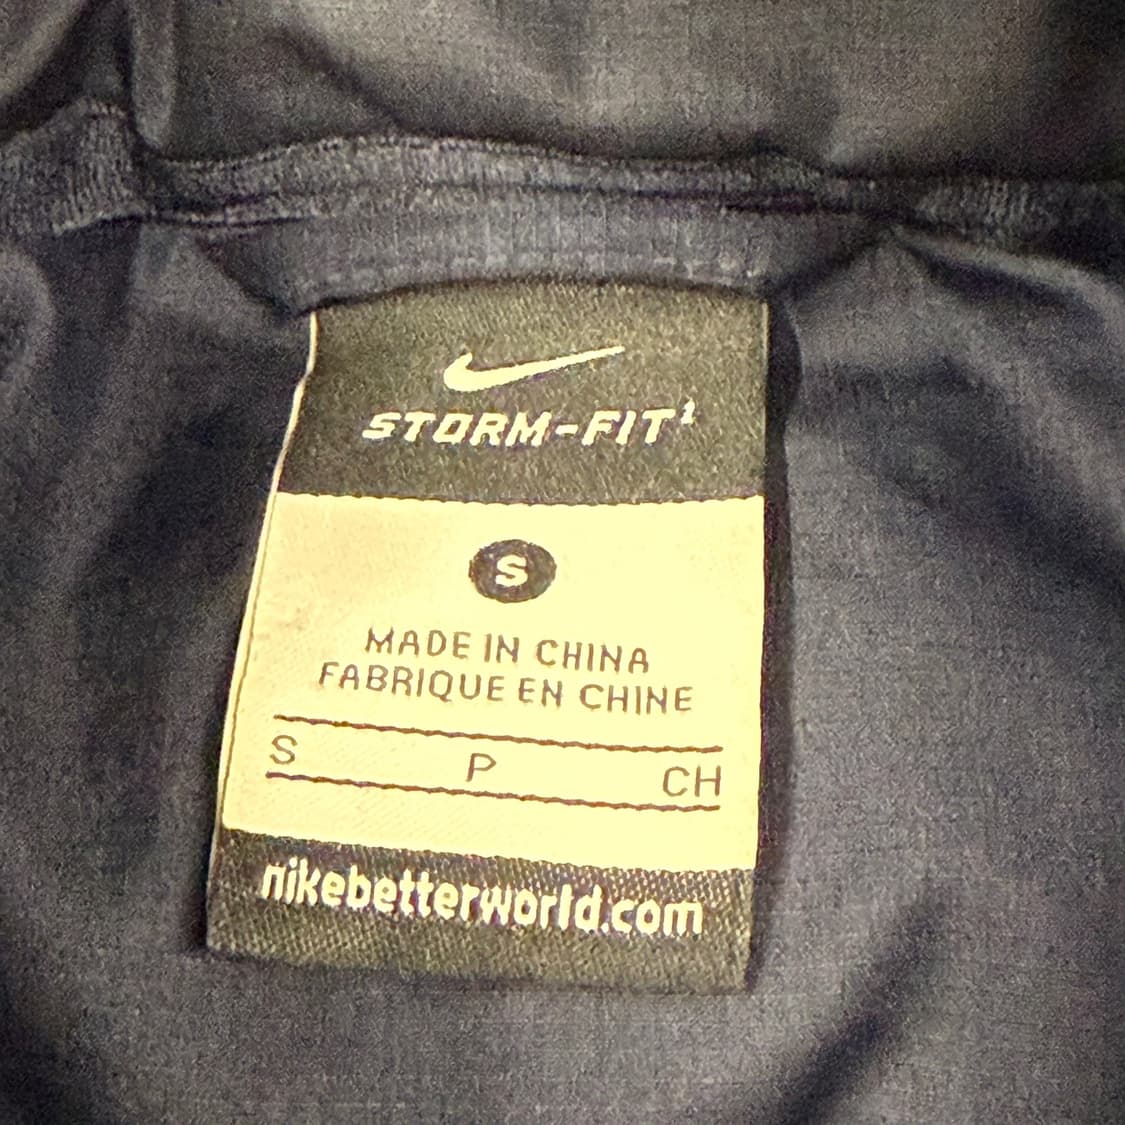 STORM-FIT¹
S
MADE IN CHINA
FABRIQUE EN CHINE
S P CH
nikebetterworld.com